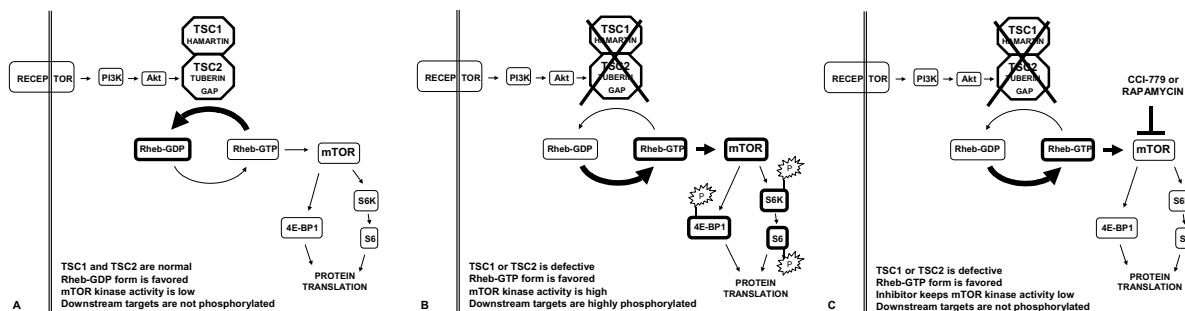 TSC1
HAMARTIN
TSC2
TUBERIN
GAP
RECEPTOR
PI3K
Akt
Rheb-GDP
Rheb-GTP
mTOR
S6K
4E-BP1
S6
PROTEIN
TRANSLATION
TSC1 and TSC2 are normal
Rheb-GDP form is favored
mTOR kinase activity is low
Downstream targets are not phosphorylated
A
TSC1
HAMARTIN
TSC2
TUBERIN
GAP
RECEPTOR
PI3K
Akt
Rheb-GDP
Rheb-GTP
mTOR
P
P
S6K
4E-BP1
S6
P
PROTEIN
TRANSLATION
TSC1 or TSC2 is defective
Rheb-GTP form is favored
mTOR kinase activity is high
Downstream targets are highly phosphorylated
B
TSC1
HAMARTIN
TSC2
TUBERIN
GAP
RECEPTOR
PI3K
Akt
CCI-779 or
RAPAMYCIN
Rheb-GDP
Rheb-GTP
mTOR
S6
4E-BP1
S6
PROTEIN
TRANSLATION
TSC1 or TSC2 is defective
Rheb-GTP form is favored
Inhibitor keeps mTOR kinase activity low
Downstream targets are not phosphorylated
C